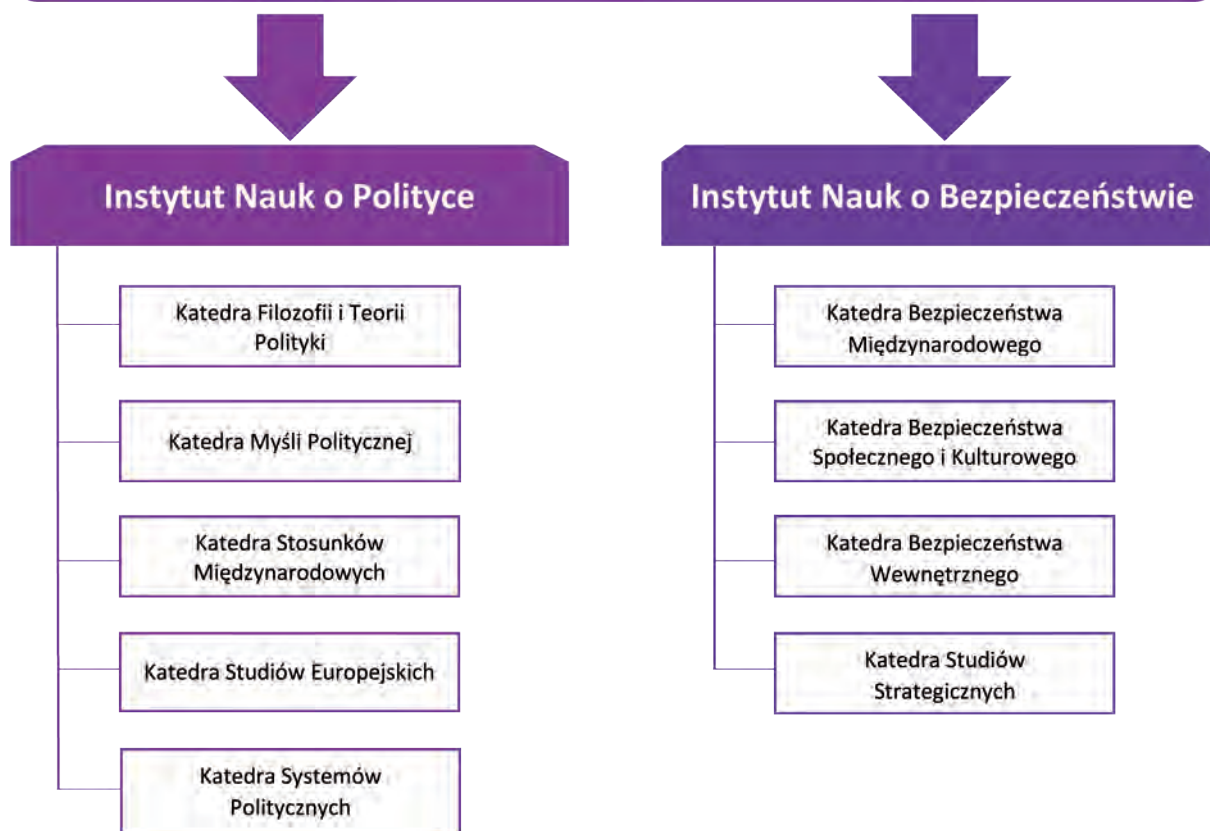 Instytut Nauk o Polityce
Katedra Filozofii i Teorii
Polityki
Katedra Myśli Politycznej
Katedra Stosunków
Międzynarodowych
Katedra Studiów Europejskich
Katedra Systemów
Politycznych
Instytut Nauk o Bezpieczeństwie
Katedra Bezpieczeństwa
Międzynarodowego
Katedra Bezpieczeństwa
Społecznego i Kulturowego
Katedra Bezpieczeństwa
Wewnętrznego
Katedra Studiów
Strategicznych